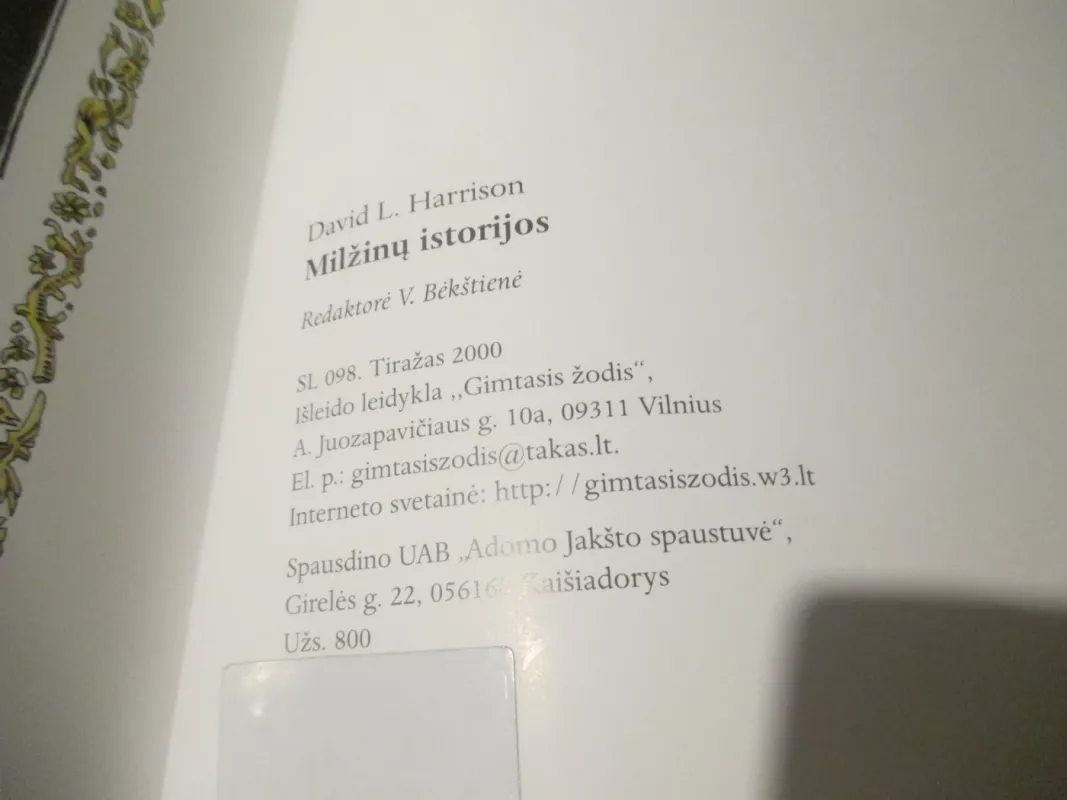 David L. Harrison
Milžinų istorijos
Redaktorė V. Bėkštienė
SL 098. Tiražas 2000
Išleido leidykla „Gimtasis žodis“,
A. Juozapavičiaus g. 10a, 09311 Vilnius
El. p.: gimtasiszodis@takas.lt.
Interneto svetainė: http://gimtasiszodis.w3.lt
Spausdino UAB „Adomo Jakšto spaustuvė“,
Girelės g. 22, Kaišiadorys
Užs. 800